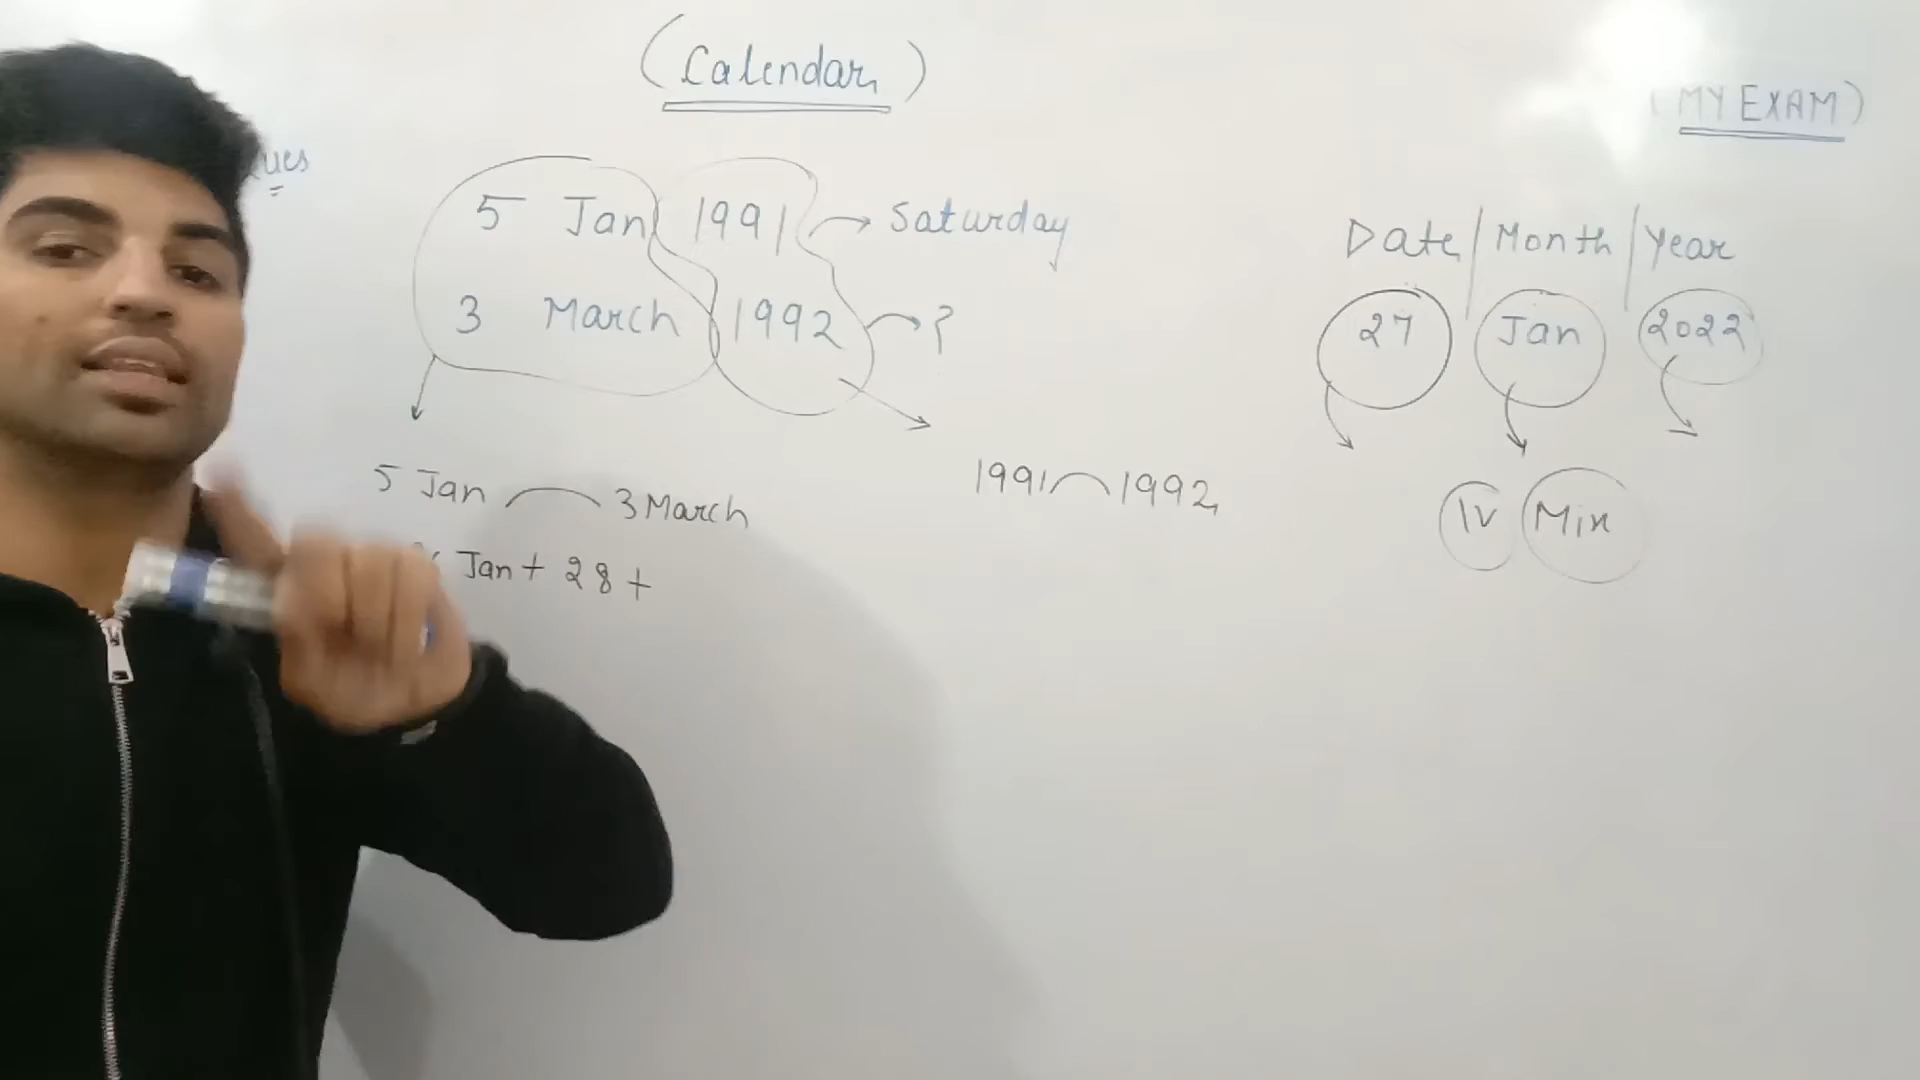 (Calendar)
(MY EXAM)
5 Jan 1991 → Saturday
3 March 1992 → ?
Date | Month | Year
27 Jan 2022
5 Jan 3 March
1991 1992
Jan + 28 +
IV Mix